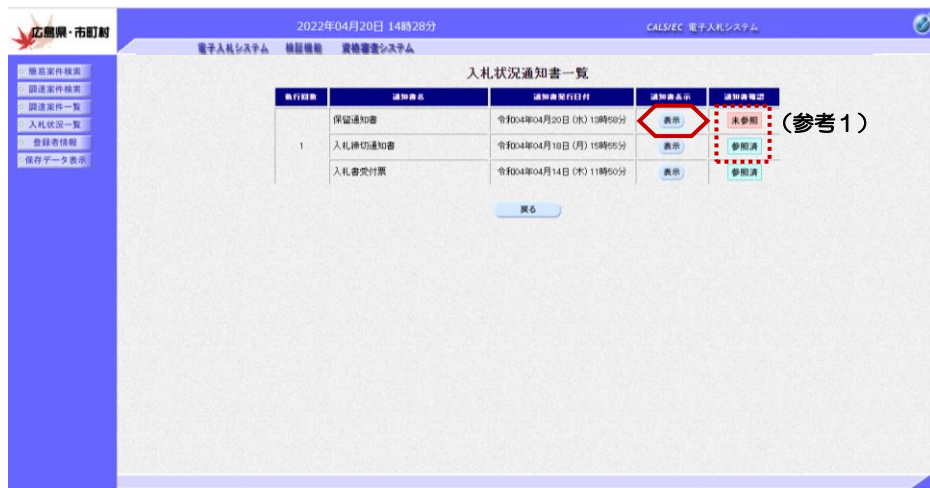 広島県・市町村
2022年04月20日 14時28分
CALS/EC 電子入札システム
電子入札システム 検証機能 資格審査システム
簡易案件検索
調達案件検索
調達案件一覧
入札状況一覧
登録者情報
保存データ表示
入札状況通知書一覧
執行回数 通知書名 通知書発行日付 通知書表示 通知書確認
保留通知書 令和04年04月20日 (水) 13時58分 表示 未参照
(参考1)
1 入札締切通知書 令和04年04月18日 (月) 15時55分 表示 参照済
入札書受付票 令和04年04月14日 (木) 11時50分 表示 参照済
戻る